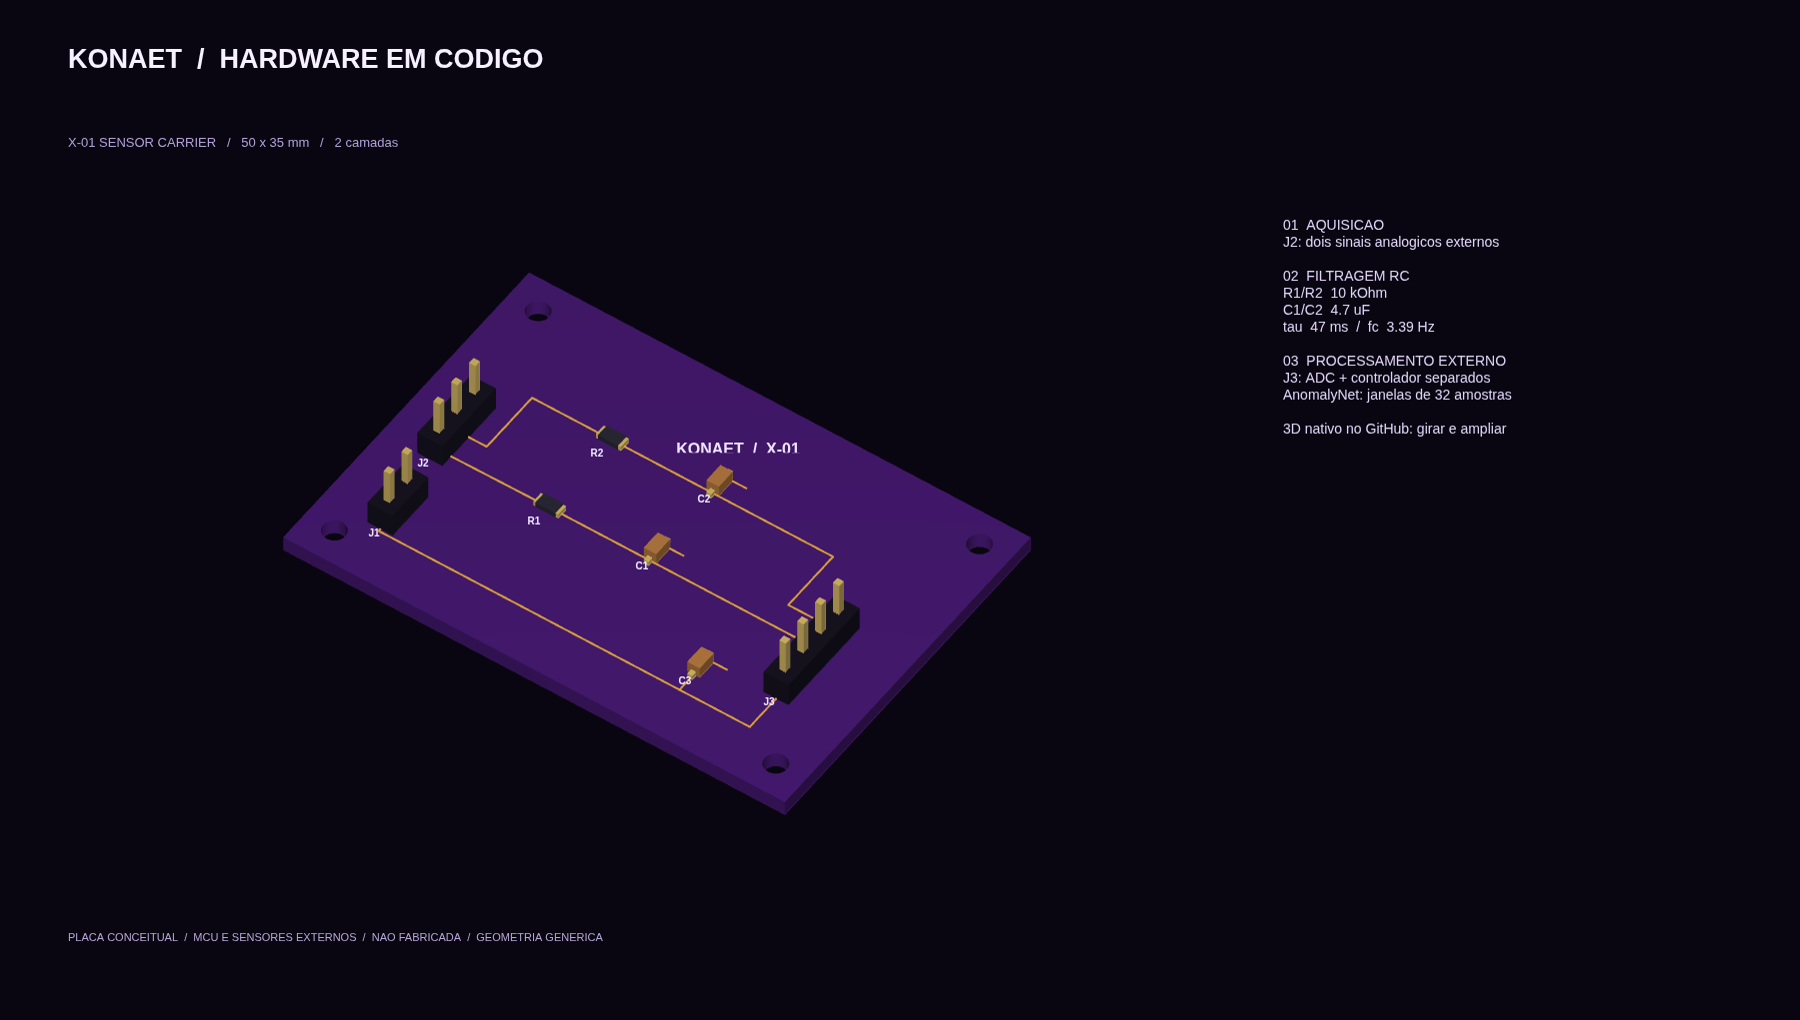 KONAET / HARDWARE EM CODIGO
X-01 SENSOR CARRIER / 50 x 35 mm / 2 camadas
01 AQUISICAO
J2: dois sinais analogicos externos
02 FILTRAGEM RC
R1/R2 10 kOhm
C1/C2 4.7 uF
tau 47 ms / fc 3.39 Hz
03 PROCESSAMENTO EXTERNO
J3: ADC + controlador separados
AnomalyNet: janelas de 32 amostras
3D nativo no GitHub: girar e ampliar
KONAET / X-01
R2
J2
C2
R1
J1
C1
C3
J3
PLACA CONCEITUAL / MCU E SENSORES EXTERNOS / NAO FABRICADA / GEOMETRIA GENERICA